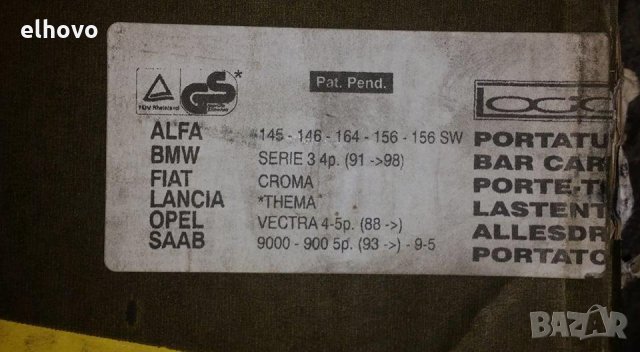 elhovo
GS
*
Pat. Pend.
ALFA *145 - 146 - 164 - 156 - 156 SW
BMW SERIE 3 4p. (91 ->98)
FIAT CROMA
LANCIA *THEMA
OPEL VECTRA 4-5p. (88 ->)
SAAB 9000 - 900 5p. (93 ->) - 9-5
PORTATU
BAR CAR
PORTE-T
LASTENT
ALLESDR
PORTATO
BAZAR